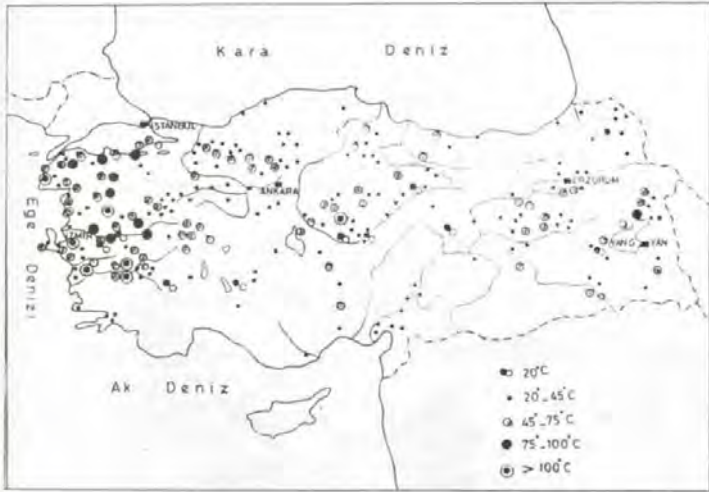 Kara Deniz
İSTANBUL
ANKARA
ERZURUM
İZMİR
VANG
VAN
Ege Denizi
Ak Deniz
20°C
20°-45°C
45°-75°C
75°-100°C
> 100°C